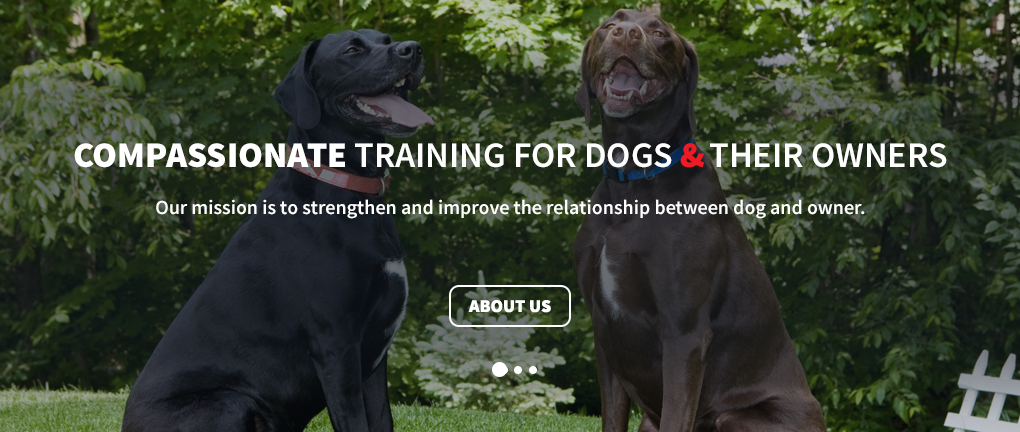 COMPASSIONATE TRAINING FOR DOGS & THEIR OWNERS
Our mission is to strengthen and improve the relationship between dog and owner.
ABOUT US